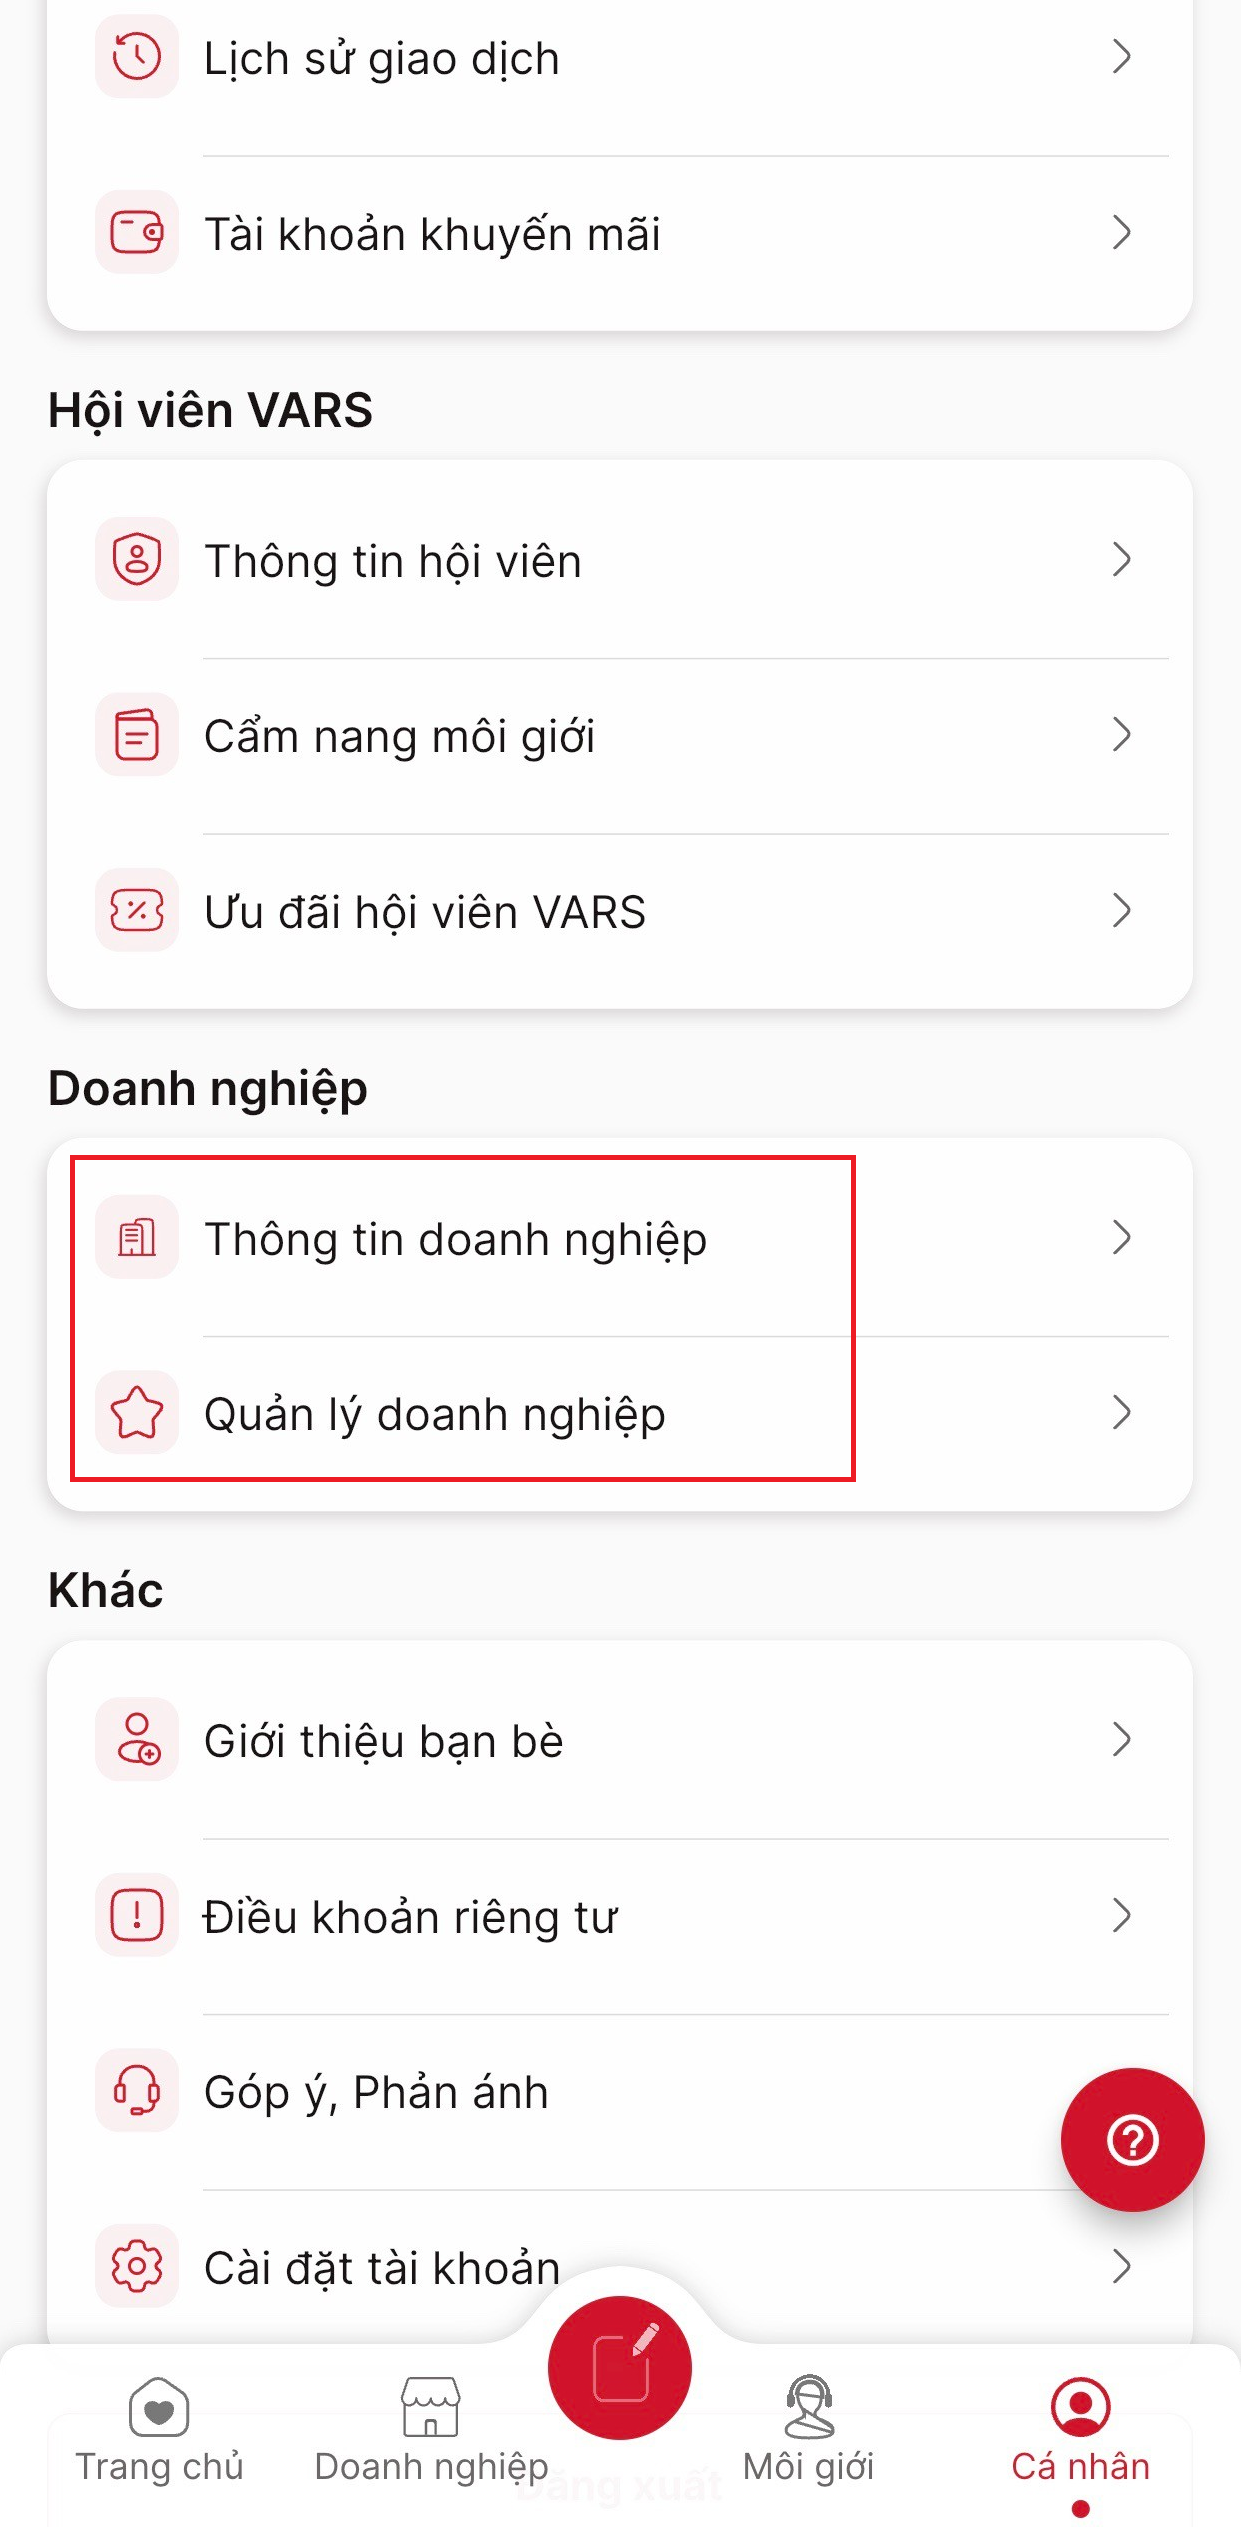 Lịch sử giao dịch
Tài khoản khuyến mãi
Hội viên VARS
Thông tin hội viên
Cẩm nang môi giới
Ưu đãi hội viên VARS
Doanh nghiệp
Thông tin doanh nghiệp
Quản lý doanh nghiệp
Khác
Giới thiệu bạn bè
Điều khoản riêng tư
Góp ý, Phản ánh
Cài đặt tài khoản
Đăng xuất
Trang chủ
Doanh nghiệp
Môi giới
Cá nhân